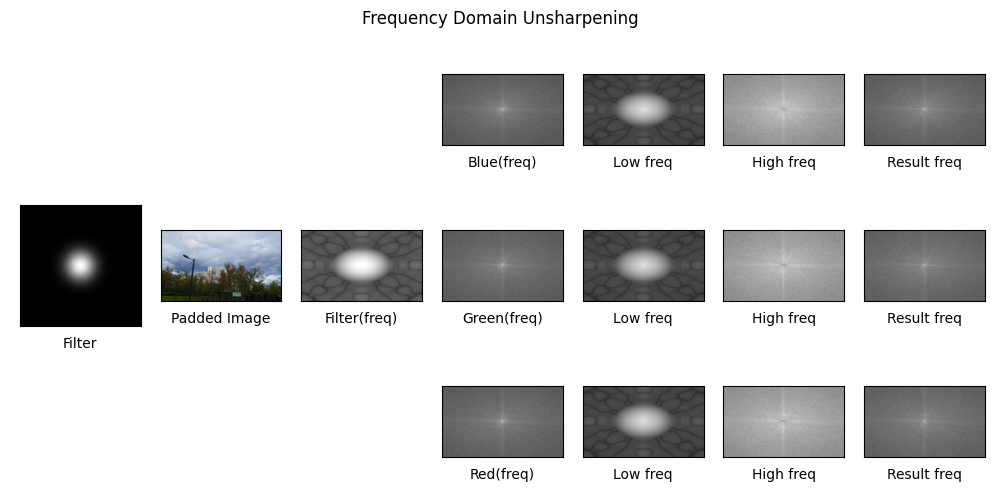 Frequency Domain Unsharpening
Blue(freq)
Low freq
High freq
Result freq
Filter
Padded Image
Filter(freq)
Green(freq)
Low freq
High freq
Result freq
Red(freq)
Low freq
High freq
Result freq